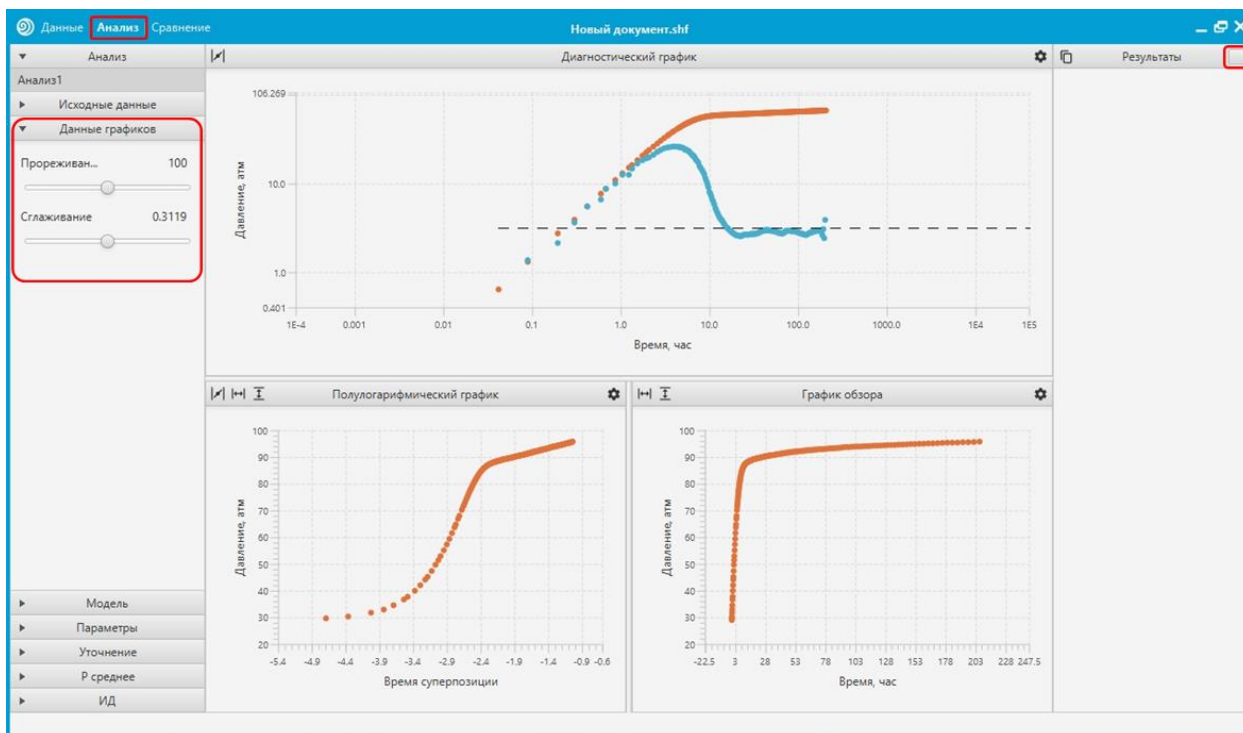 Данные Анализ Сравнение
Новый документ.shf
Анализ
Анализ1
Исходные данные
Данные графиков
Прореживан... 100
Сглаживание 0.3119
Модель
Параметры
Уточнение
Р среднее
ИД
Диагностический график
Давление, атм
106.269
10.0
1.0
0.401
1E-4 0.001 0.01 0.1 1.0 10.0 100.0 1000.0 1E4 1E5
Время, час
Полулогарифмический график
Давление, атм
100
90
80
70
60
50
40
30
20
-5.4 -4.9 -4.4 -3.9 -3.4 -2.9 -2.4 -1.9 -1.4 -0.9 -0.6
Время суперпозиции
График обзора
Давление, атм
100
90
80
70
60
50
40
30
20
-22.5 3 28 53 78 103 128 153 178 203 228 247.5
Время, час
Результаты